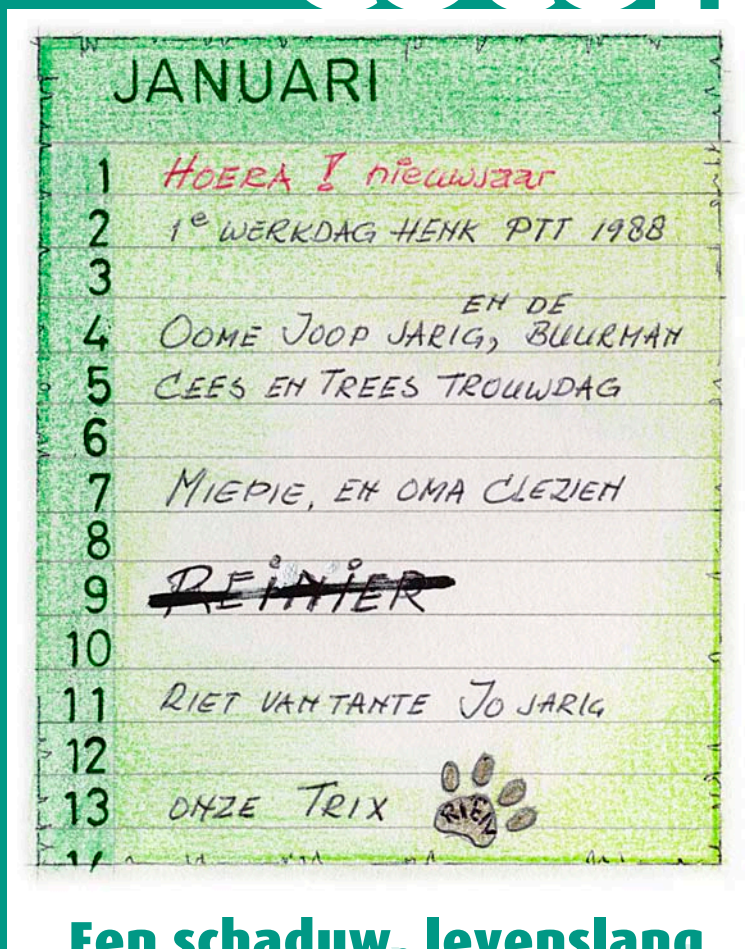 JANUARI
1 HOERA ! nieuwjaar
2 1e WERKDAG HENK PTT 1988
3
EN DE
4 OOME JOOP JARIG, BUURMAN
5 CEES EN TREES TROUWDAG
6
7 MIEPIE, EN OMA CLEZIEN
8
9 REINIER
10
11 RIET VAN TANTE JO JARIG
12
13 ONZE TRIX RIEN
Een schaduw, levenslang